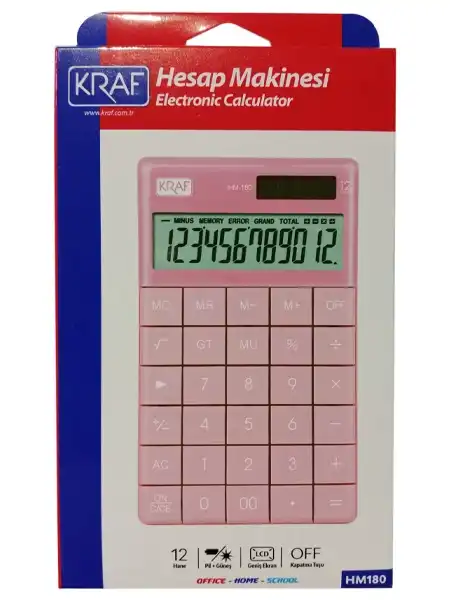 KRAF
www.kraf.com.tr
Hesap Makinesi
Electronic Calculator
KRAF
HM-180
12
MINUS MEMORY ERROR GRAND TOTAL
123456789012.
MC MR M− M+ OFF
√ GT MU % ÷
▶ 7 8 9 ×
+/− 4 5 6 −
AC 1 2 3 +
ON
CA/CE 0 00 · =
12
Hane
Pil + Güneş
LCD
Geniş Ekran
OFF
Kapatma Tuşu
OFFICE - HOME - SCHOOL
HM180